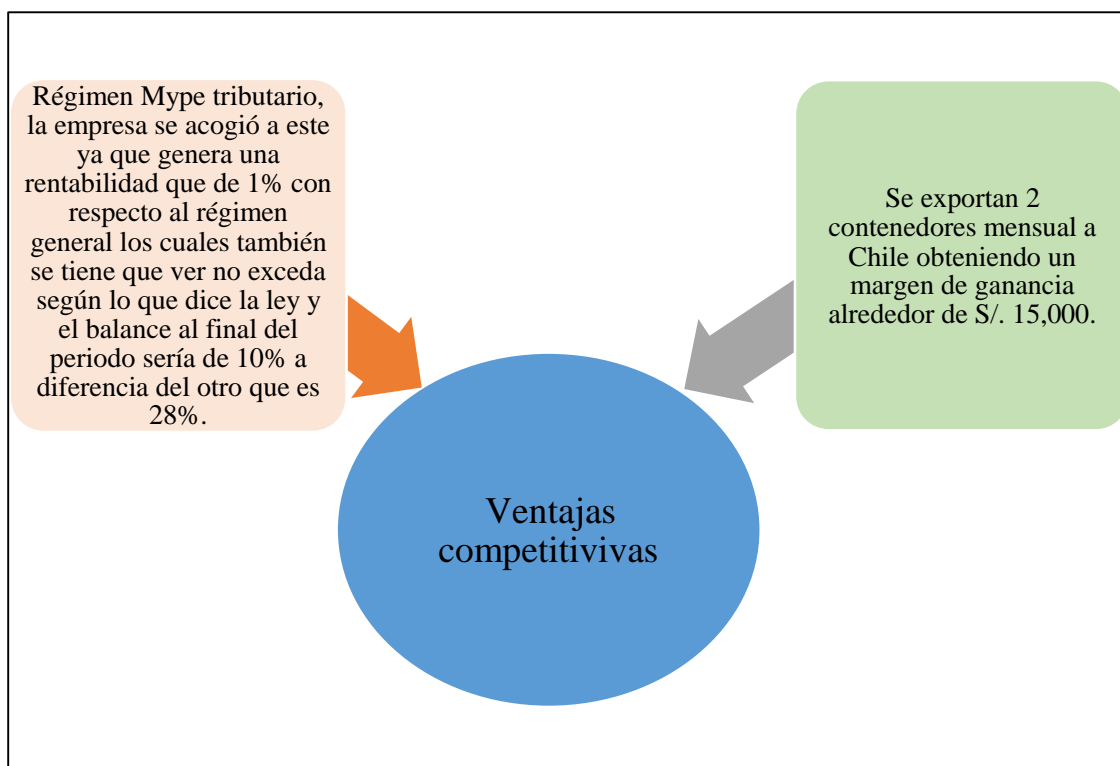 Régimen Mype tributario,
la empresa se acogió a este
ya que genera una
rentabilidad que de 1% con
respecto al régimen
general los cuales también
se tiene que ver no exceda
según lo que dice la ley y
el balance al final del
periodo sería de 10% a
diferencia del otro que es
28%.
Se exportan 2
contenedores mensual a
Chile obteniendo un
margen de ganancia
alrededor de S/. 15,000.
Ventajas
competitivivas